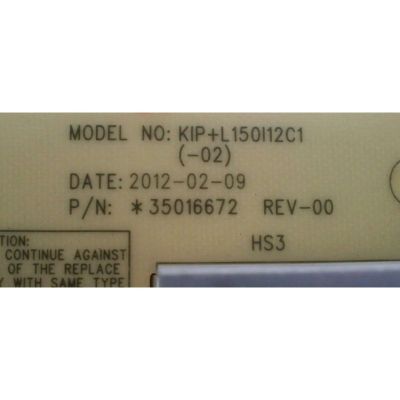 MODEL NO: KIP+L150I12C1
(-02)
DATE: 2012-02-09
P/N: *35016672 REV-00
HS3
TION:
CONTINUE AGAINST
OF THE REPLACE
WITH SAME TYPE